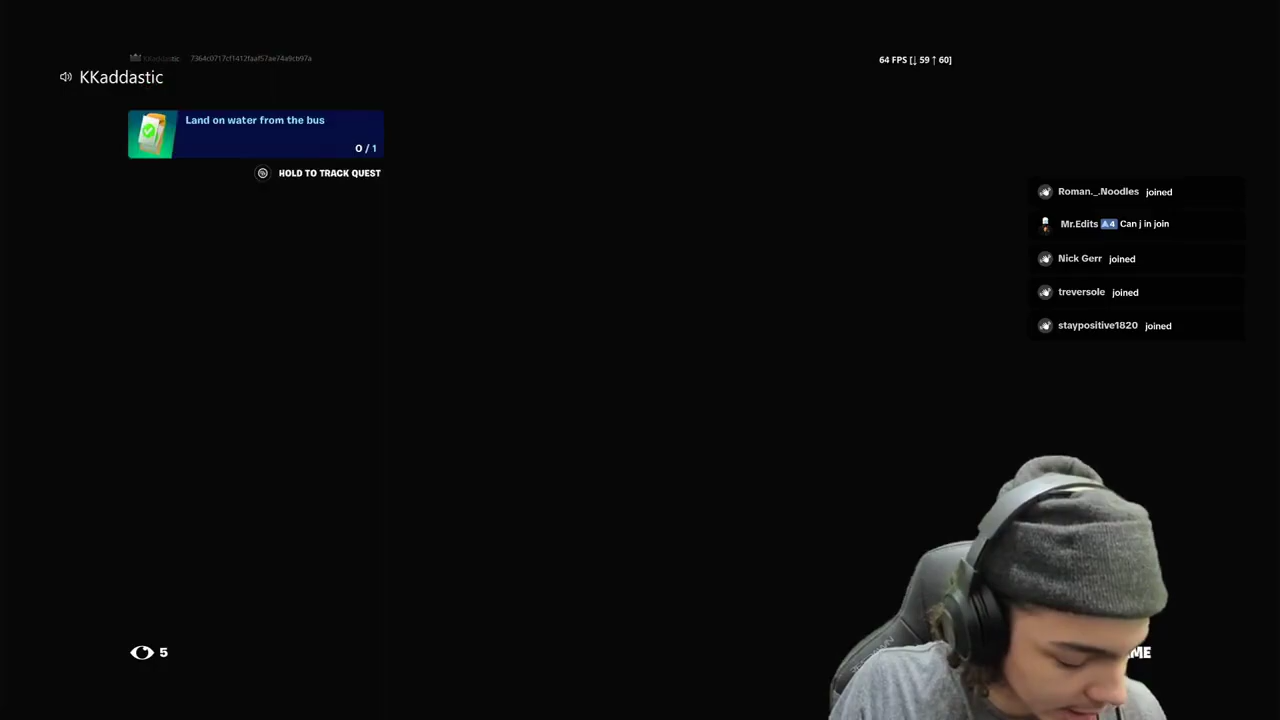 KKaddastic
64 FPS [↓ 59 ↑ 60]
KKaddastic
Land on water from the bus
0 / 1
HOLD TO TRACK QUEST
Roman._.Noodles joined
Mr.Edits A4 Can j in join
Nick Gerr joined
treversole joined
staypositive1820 joined
5